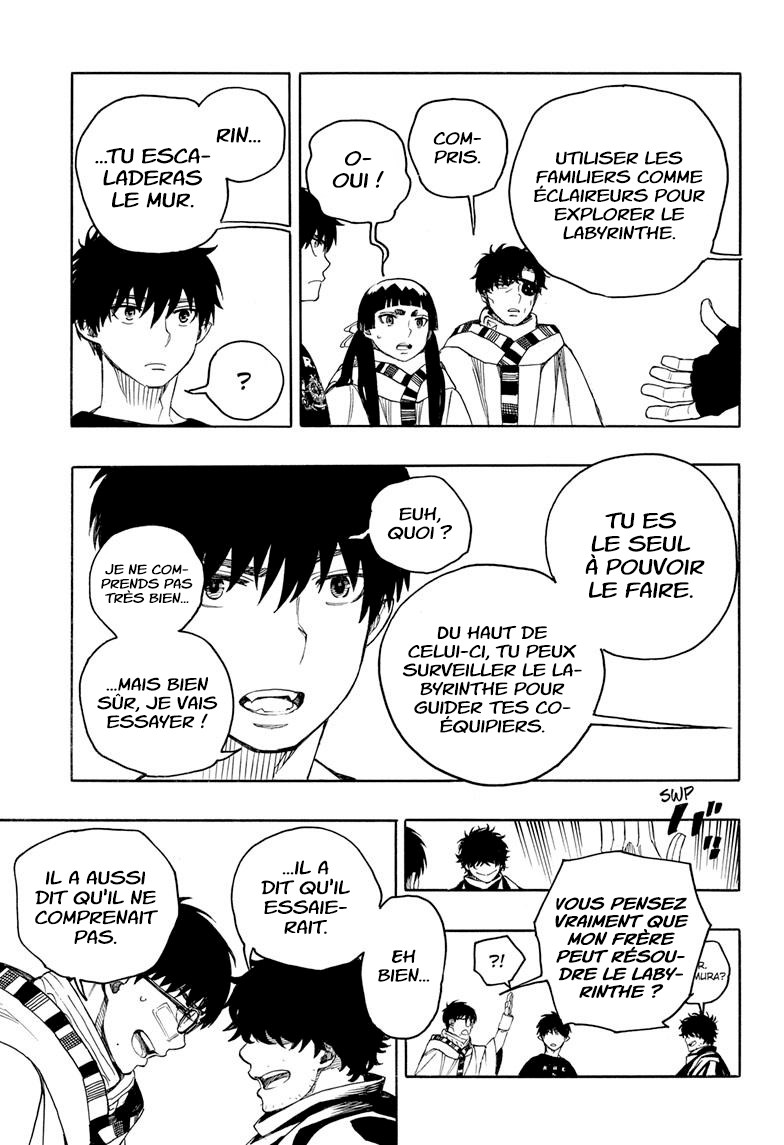 UTILISER LES
FAMILIERS COMME
ÉCLAIREURS POUR
EXPLORER LE
LABYRINTHE.
COM-
PRIS.
O-
OUI !
RIN...
...TU ESCA-
LADERAS
LE MUR.
?
TU ES
LE SEUL
À POUVOIR
LE FAIRE.
DU HAUT DE
CELUI-CI, TU PEUX
SURVEILLER LE LA-
BYRINTHE POUR
GUIDER TES CO-
ÉQUIPIERS.
EUH,
QUOI ?
JE NE COM-
PRENDS PAS
TRÈS BIEN...
...MAIS BIEN
SÛR, JE VAIS
ESSAYER !
SWP
VOUS PENSEZ
VRAIMENT QUE
MON FRÈRE
PEUT RÉSOU-
DRE LE LABY-
RINTHE ?
?!
EH
BIEN...
...IL A
DIT QU'IL
ESSAIE-
RAIT.
IL A AUSSI
DIT QU'IL NE
COMPRENAIT
PAS.